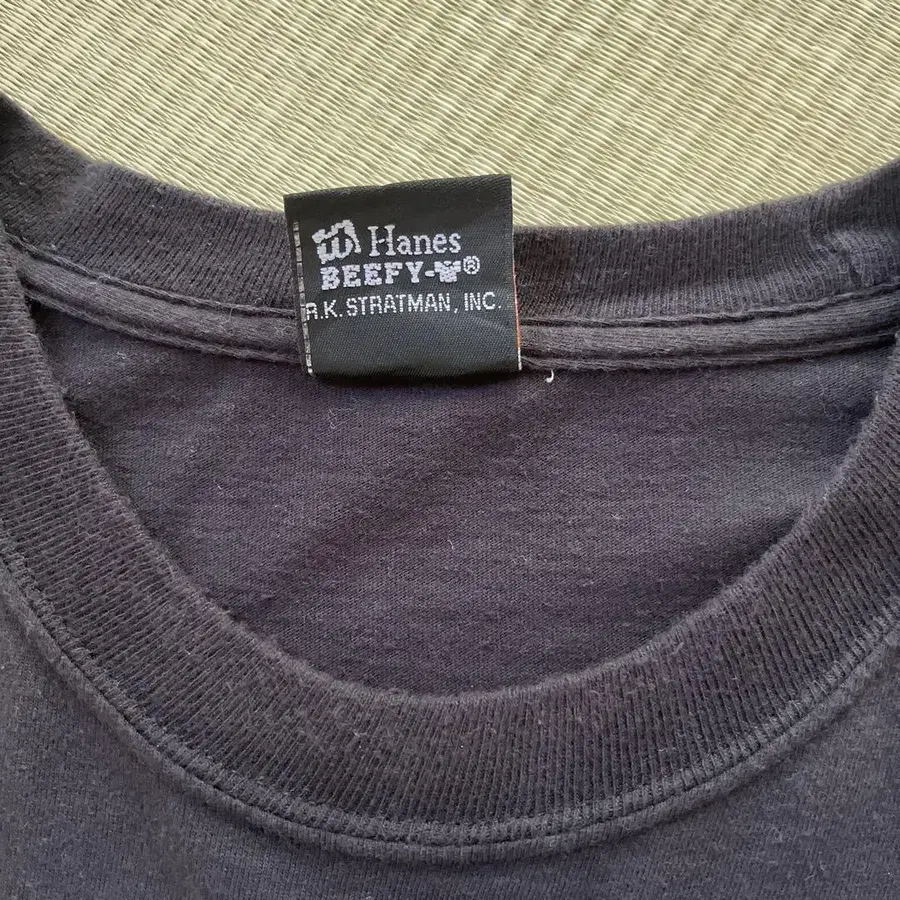 Hanes
BEEFY-T®
R.K. STRATMAN, INC.